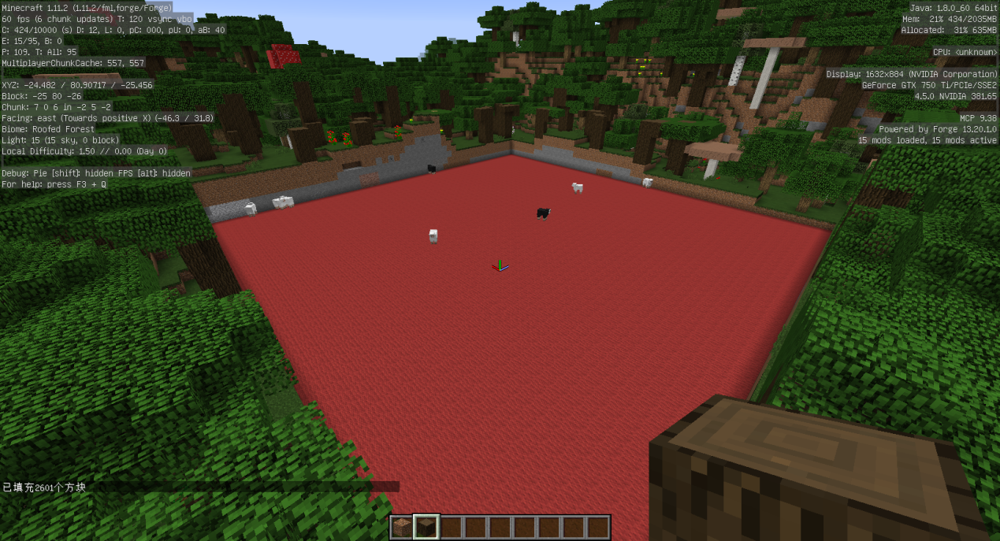 Minecraft 1.11.2 (1.11.2/fml,forge/Forge)
60 fps (6 chunk updates) T: 120 vsync vbo
C: 424/10000 (s) D: 12, L: 0, pC: 000, pU: 0, aB: 40
E: 15/95, B: 0
P: 109. T: All: 95
MultiplayerChunkCache: 557, 557
XYZ: -24.482 / 80.90717 / -25.456
Block: -25 80 -26
Chunk: 7 0 6 in -2 5 -2
Facing: east (Towards positive X) (-46.3 / 31.8)
Biome: Roofed Forest
Light: 15 (15 sky, 0 block)
Local Difficulty: 1.50 // 0.00 (Day 0)
Debug: Pie [shift]: hidden FPS [alt]: hidden
For help: press F3 + Q
Java: 1.8.0_60 64bit
Mem: 21% 434/2035MB
Allocated: 31% 635MB
CPU: <unknown>
Display: 1632x884 (NVIDIA Corporation)
GeForce GTX 750 Ti/PCIe/SSE2
4.5.0 NVIDIA 381.65
MCP 9.38
Powered by Forge 13.20.1.0
15 mods loaded, 15 mods active
已填充2601个方块